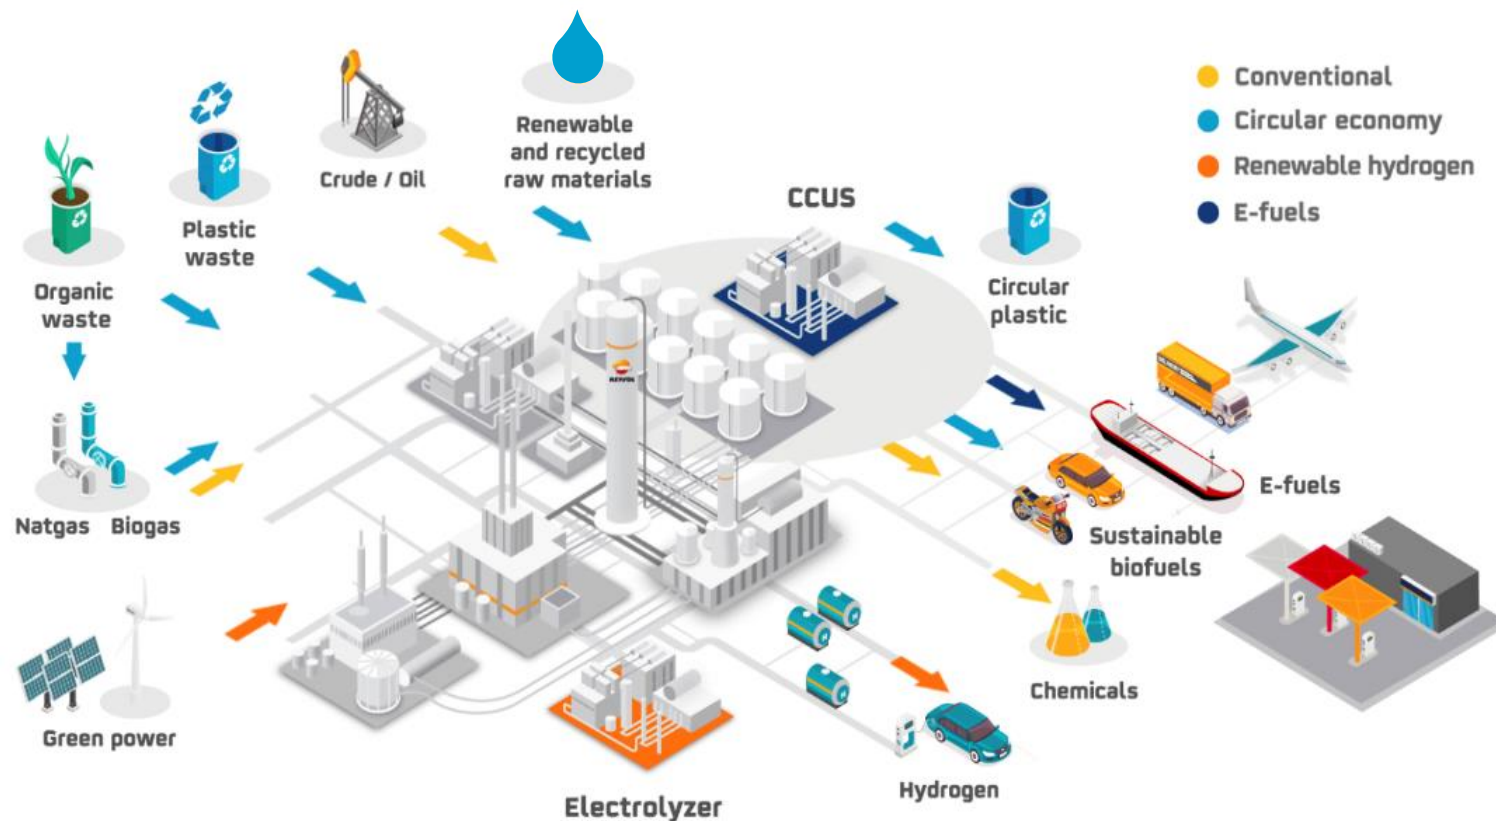 Renewable
and recycled
raw materials
Crude / Oil
Plastic
waste
Organic
waste
Natgas
Biogas
Green power
CCUS
REPSOL
Electrolyzer
Circular
plastic
Conventional
Circular economy
Renewable hydrogen
E-fuels
E-fuels
Sustainable
biofuels
Chemicals
Hydrogen